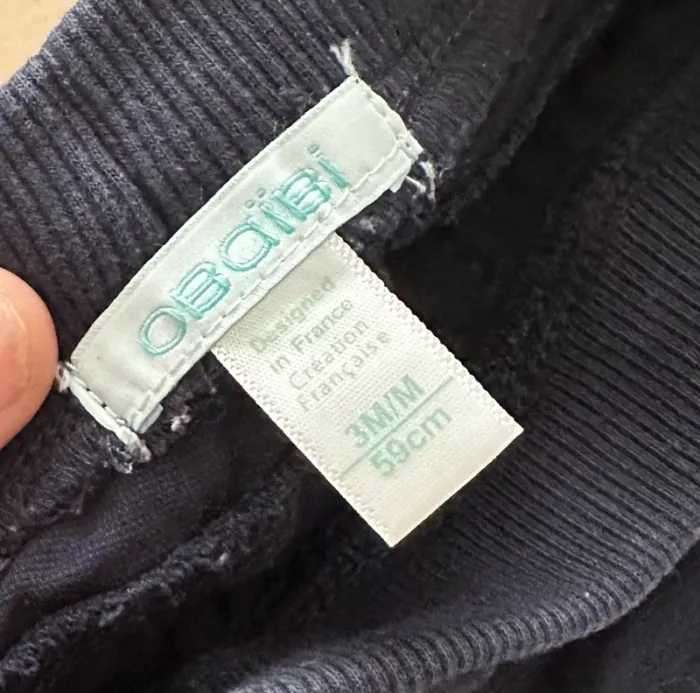 OBaïBi
Designed
in France
Création
Française
3M/M
59cm